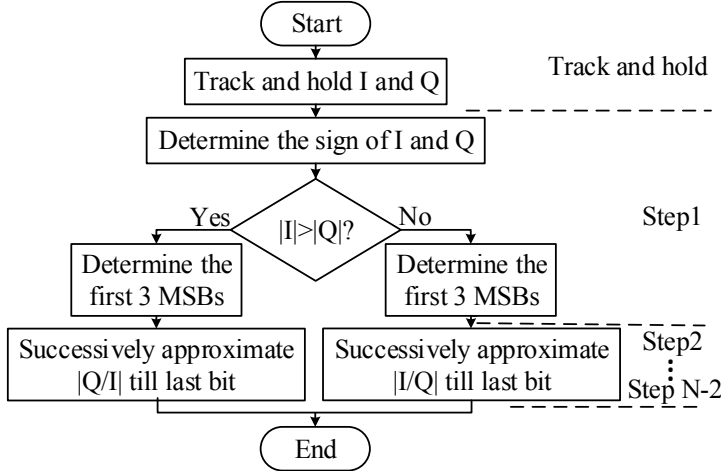 Start
Track and hold I and Q
Track and hold
Determine the sign of I and Q
Yes
|I|>|Q|?
No
Step1
Determine the
first 3 MSBs
Determine the
first 3 MSBs
Successively approximate
|Q/I| till last bit
Successively approximate
|I/Q| till last bit
Step2
Step N-2
End